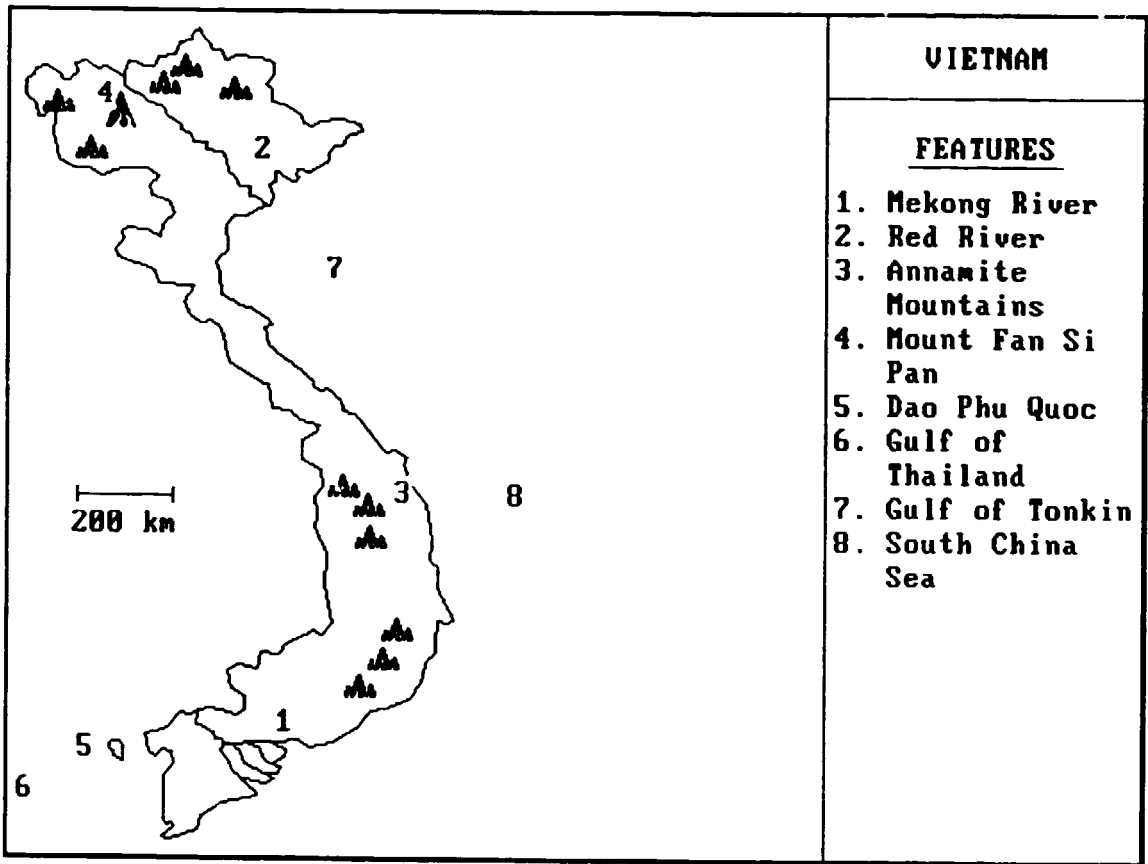 VIETNAM
FEATURES
1. Mekong River
2. Red River
3. Annamite
Mountains
4. Mount Fan Si
Pan
5. Dao Phu Quoc
6. Gulf of
Thailand
7. Gulf of Tonkin
8. South China
Sea
4
2
7
3
8
200 km
1
5
6